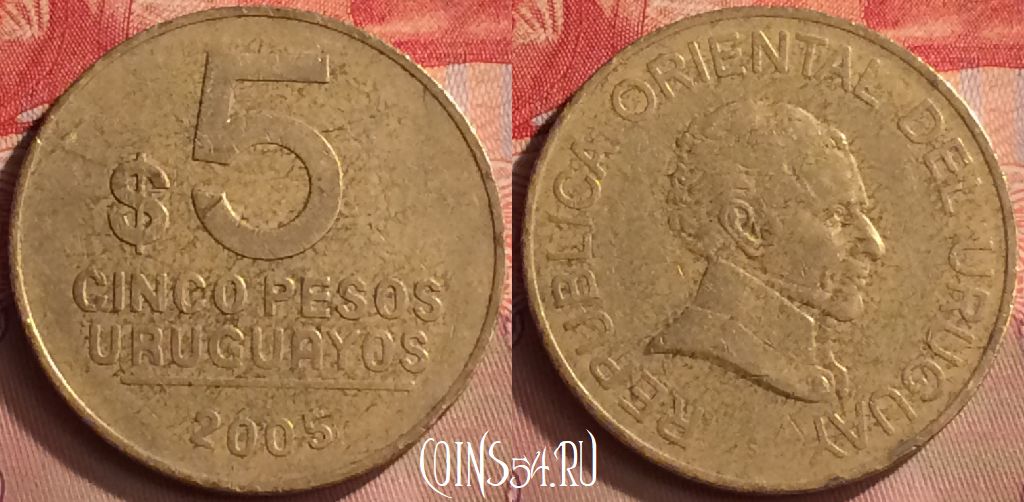 $ 5
CINCO PESOS
URUGUAYOS
2005
REPUBLICA ORIENTAL DEL URUGUAY
COINS54.RU